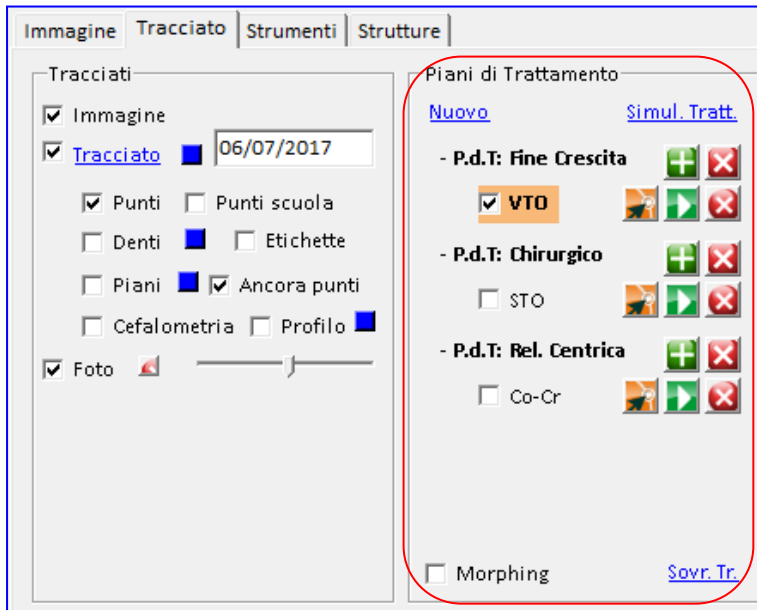 Immagine Tracciato Strumenti Strutture
Tracciati
Immagine
Tracciato 06/07/2017
Punti Punti scuola
Denti Etichette
Piani Ancora punti
Cefalometria Profilo
Foto
Piani di Trattamento
Nuovo Simul. Tratt.
- P.d.T: Fine Crescita
VTO
- P.d.T: Chirurgico
STO
- P.d.T: Rel. Centrica
Co-Cr
Morphing Sovr. Tr.